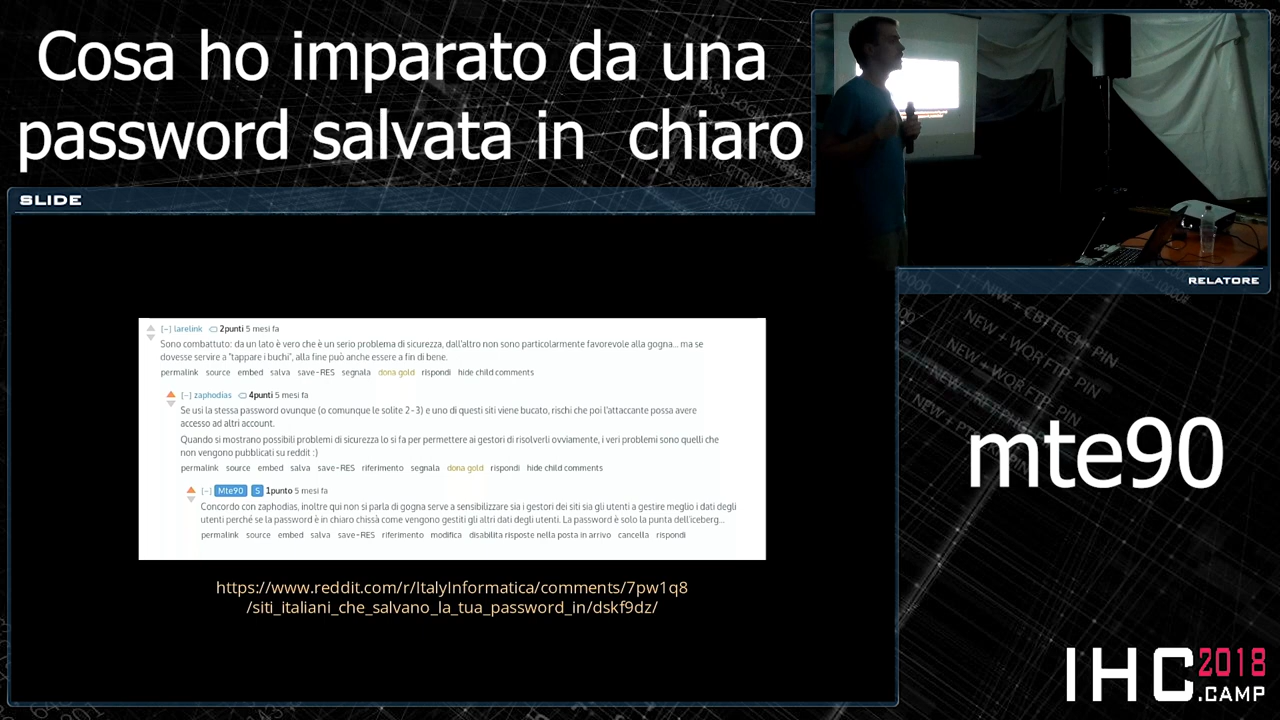 Cosa ho imparato da una
password salvata in chiaro
SLIDE
RELATORE
[–] larelink 2punti 5 mesi fa
Sono combattuto: da un lato è vero che è un serio problema di sicurezza, dall'altro non sono particolarmente favorevole alla gogna... ma se
dovesse servire a "tappare i buchi", alla fine può anche essere a fin di bene.
permalink source embed salva save-RES segnala dona gold rispondi hide child comments
[–] zaphodias 4punti 5 mesi fa
Se usi la stessa password ovunque (o comunque le solite 2-3) e uno di questi siti viene bucato, rischi che poi l'attaccante possa avere
accesso ad altri account.
Quando si mostrano possibili problemi di sicurezza lo si fa per permettere ai gestori di risolverli ovviamente, i veri problemi sono quelli che
non vengono pubblicati su reddit :)
permalink source embed salva save-RES riferimento segnala dona gold rispondi hide child comments
[–] Mte90 S 1punto 5 mesi fa
Concordo con zaphodias, inoltre qui non si parla di gogna serve a sensibilizzare sia i gestori dei siti sia gli utenti a gestire meglio i dati degli
utenti perché se la password è in chiaro chissà come vengono gestiti gli altri dati degli utenti. La password è solo la punta dell'iceberg...
permalink source embed salva save-RES riferimento modifica disabilita risposte nella posta in arrivo cancella rispondi
https://www.reddit.com/r/ItalyInformatica/comments/7pw1q8
/siti_italiani_che_salvano_la_tua_password_in/dskf9dz/
NEW + WOR FTP- PIN
mte90
IHC 2018
.CAMP